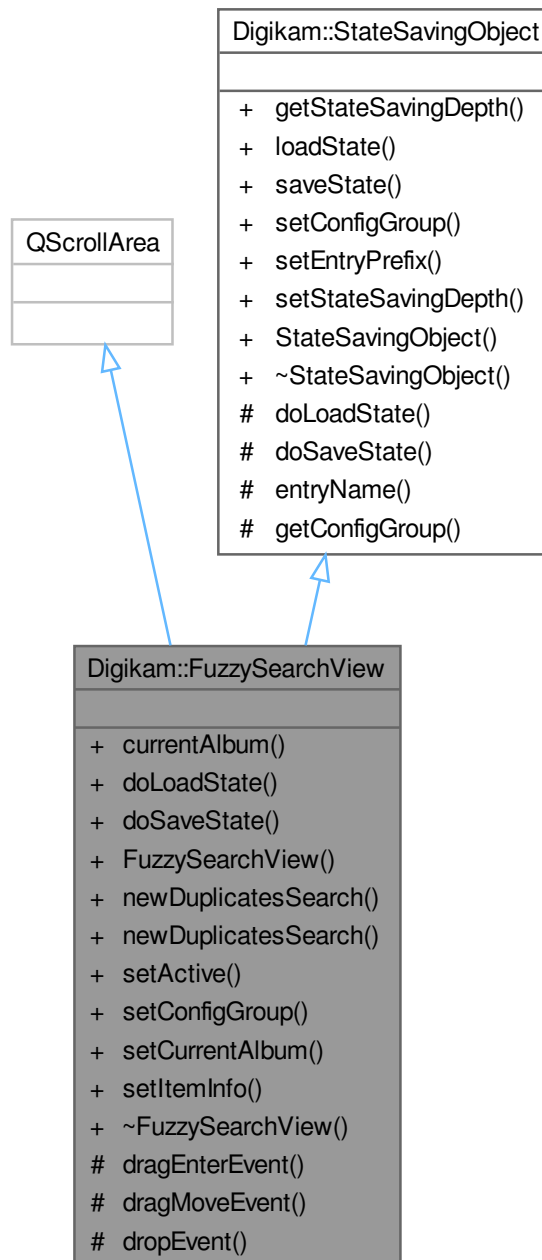 Digikam::StateSavingObject
+ getStateSavingDepth()
+ loadState()
+ saveState()
+ setConfigGroup()
+ setEntryPrefix()
+ setStateSavingDepth()
+ StateSavingObject()
+ ~StateSavingObject()
# doLoadState()
# doSaveState()
# entryName()
# getConfigGroup()
QScrollArea
Digikam::FuzzySearchView
+ currentAlbum()
+ doLoadState()
+ doSaveState()
+ FuzzySearchView()
+ newDuplicatesSearch()
+ newDuplicatesSearch()
+ setActive()
+ setConfigGroup()
+ setCurrentAlbum()
+ setItemInfo()
+ ~FuzzySearchView()
# dragEnterEvent()
# dragMoveEvent()
# dropEvent()